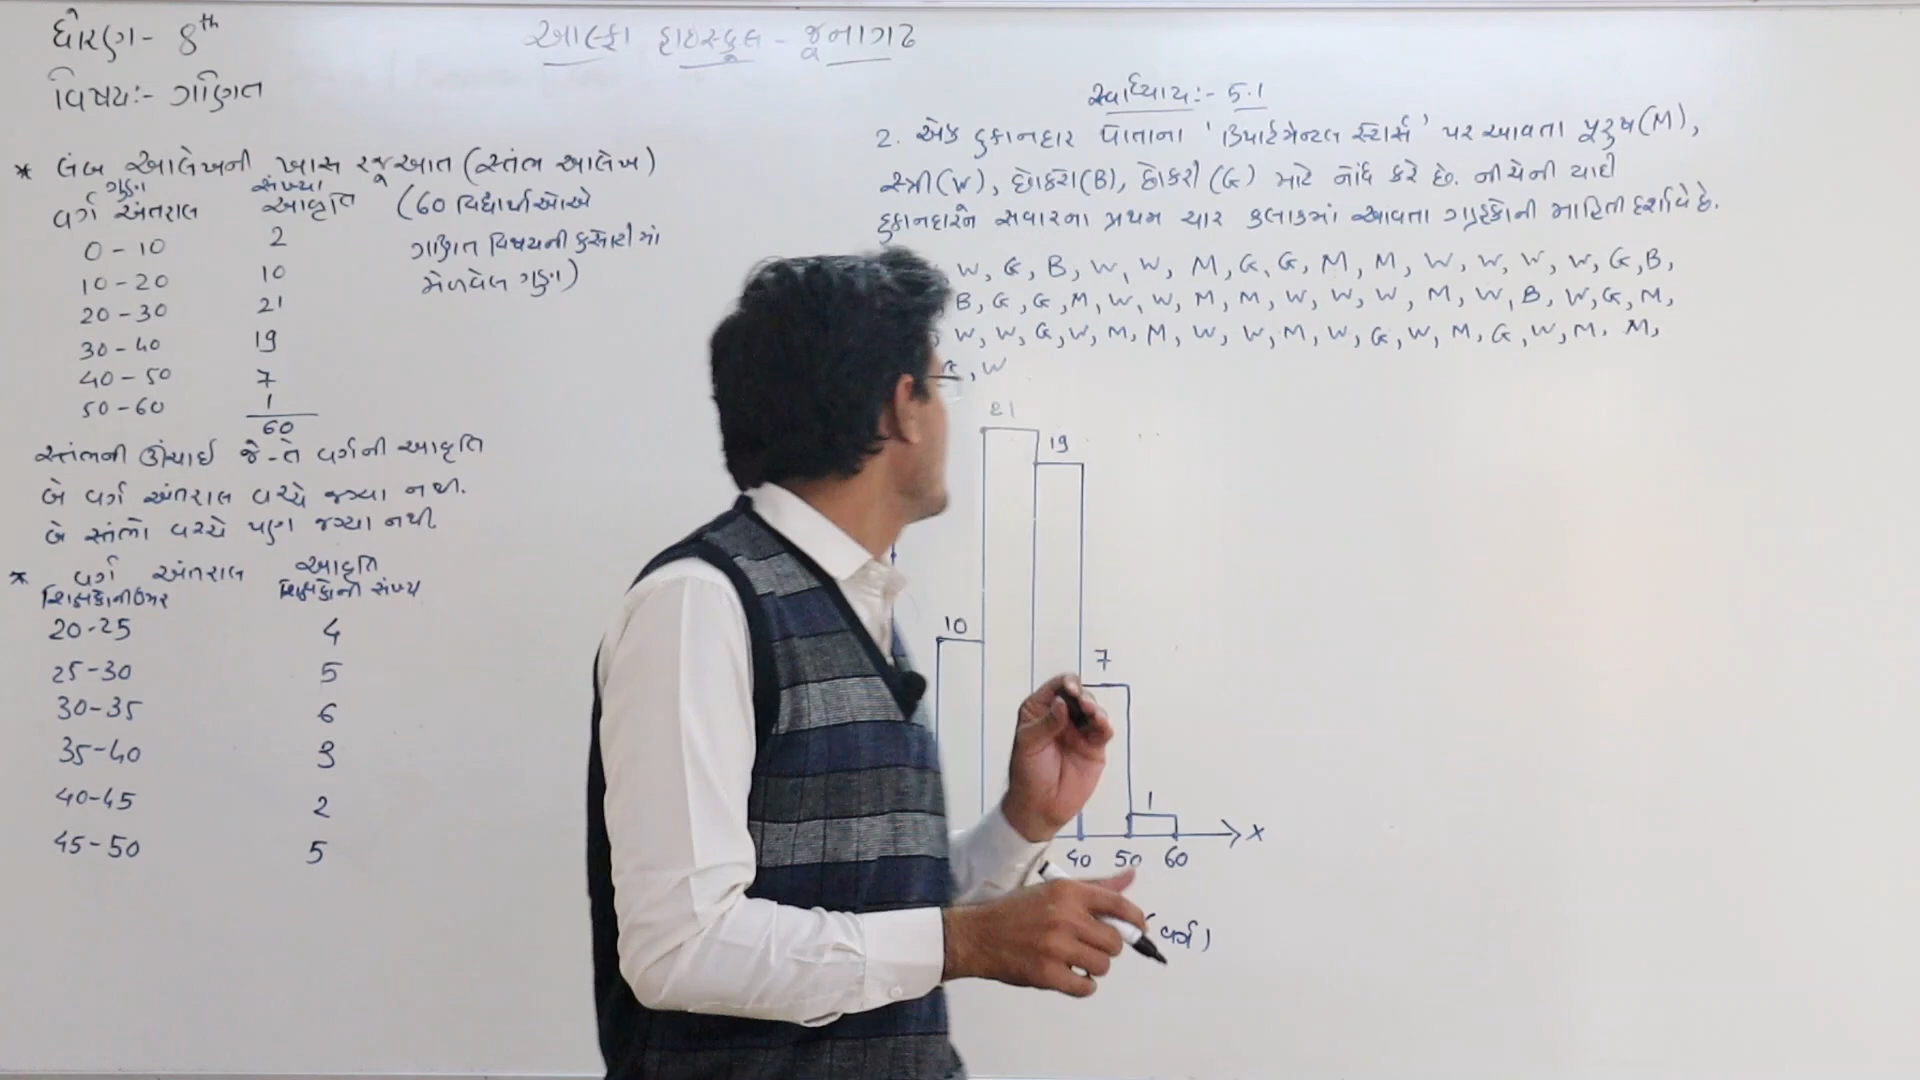 ધોરણ- 8th
વિષય:- ગણિત
આલ્ફા હાઇસ્કૂલ - જૂનાગઢ
* લંબ આલેખની ખાસ રજૂઆત (સ્તંભ આલેખ)
ગુણ સંખ્યા
વર્ગ અંતરાલ આવૃતિ (60 વિદ્યાર્થીઓએ
ગણિત વિષયની કસોટીમાં
મેળવેલ ગુણ)
0-10 2
10-20 10
20-30 21
30-40 19
40-50 7
50-60 1
60
સ્તંભની ઊંચાઈ જે-તે વર્ગની આવૃતિ
બે વર્ગ અંતરાલ વચ્ચે જગ્યા નથી.
બે સ્તંભો વચ્ચે પણ જગ્યા નથી
* વર્ગ અંતરાલ આવૃતિ
શિક્ષકોની ઉંમર શિક્ષકોની સંખ્યા
20-25 4
25-30 5
30-35 6
35-40 3
40-45 2
45-50 5
સ્વાધ્યાય:- 5.1
2. એક દુકાનદાર પોતાના 'ડિપાર્ટમેન્ટલ સ્ટોર્સ' પર આવતા પુરુષ(M),
સ્ત્રી(W), છોકરા(B), છોકરી(G) માટે નોંધ કરે છે. નીચેની યાદી
દુકાનદારને સવારના પ્રથમ ચાર કલાકમાં આવતા ગ્રાહકોની માહિતી દર્શાવે છે.
W, G, B, W, W, M, G, G, M, M, W, W, W, W, G, B,
B, G, G, M, W, W, M, M, W, W, W, M, W, B, W, G, M,
W, W, G, W, M, M, W, W, M, W, G, W, M, G, W, M, M,
G, W
21
19
10
7
1
X
40 50 60
(વર્ગ)